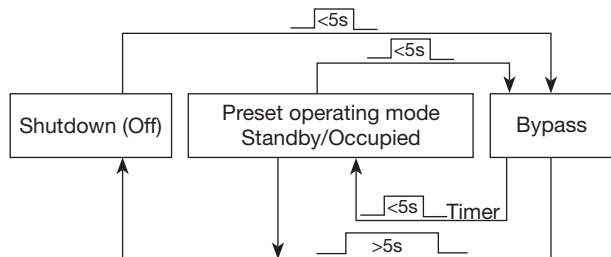 <5s
<5s
Shutdown (Off)
Preset operating mode
Standby/Occupied
Bypass
<5s
Timer
>5s